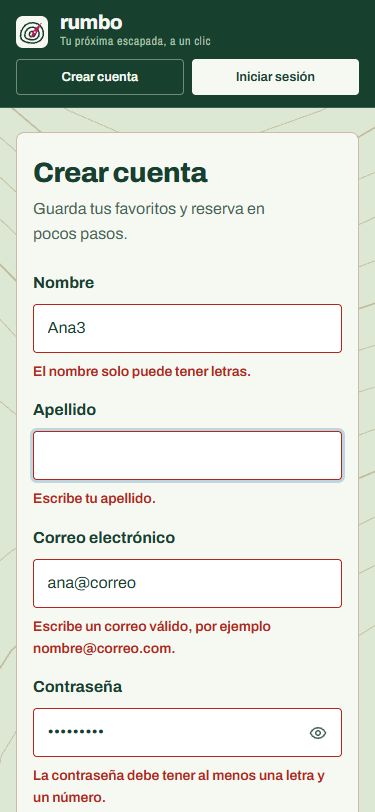 rumbo
Tu próxima escapada, a un clic
Crear cuenta
Iniciar sesión
Crear cuenta
Guarda tus favoritos y reserva en
pocos pasos.
Nombre
Ana3
El nombre solo puede tener letras.
Apellido
Escribe tu apellido.
Correo electrónico
ana@correo
Escribe un correo válido, por ejemplo
nombre@correo.com.
Contraseña
•••••••••
La contraseña debe tener al menos una letra y
un número.